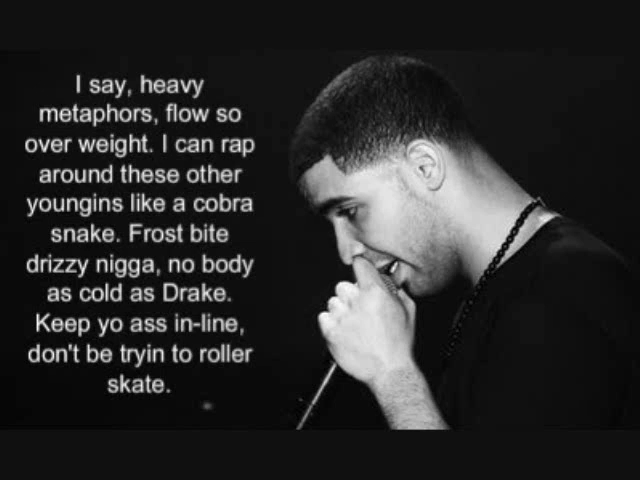 I say, heavy
metaphors, flow so
over weight. I can rap
around these other
youngins like a cobra
snake. Frost bite
drizzy nigga, no body
as cold as Drake.
Keep yo ass in-line,
don't be tryin to roller
skate.